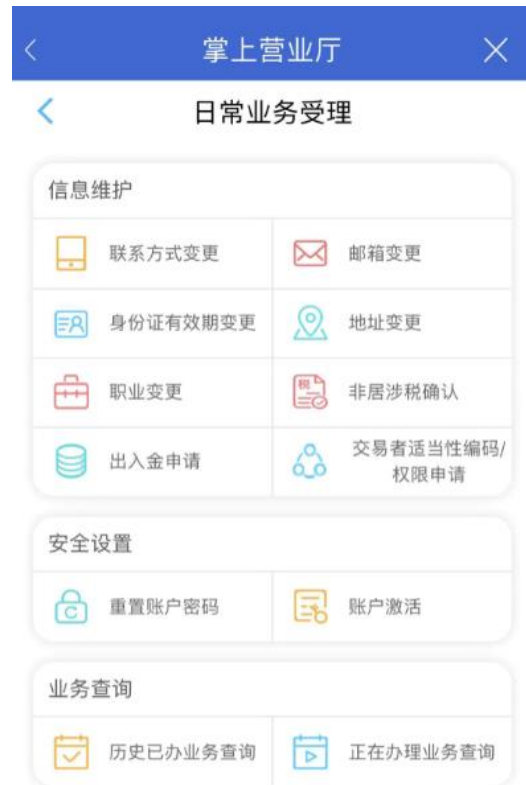 掌上营业厅
日常业务受理
信息维护
联系方式变更
邮箱变更
身份证有效期变更
地址变更
职业变更
税
非居涉税确认
出入金申请
交易者适当性编码/
权限申请
安全设置
重置账户密码
账户激活
业务查询
历史已办业务查询
正在办理业务查询